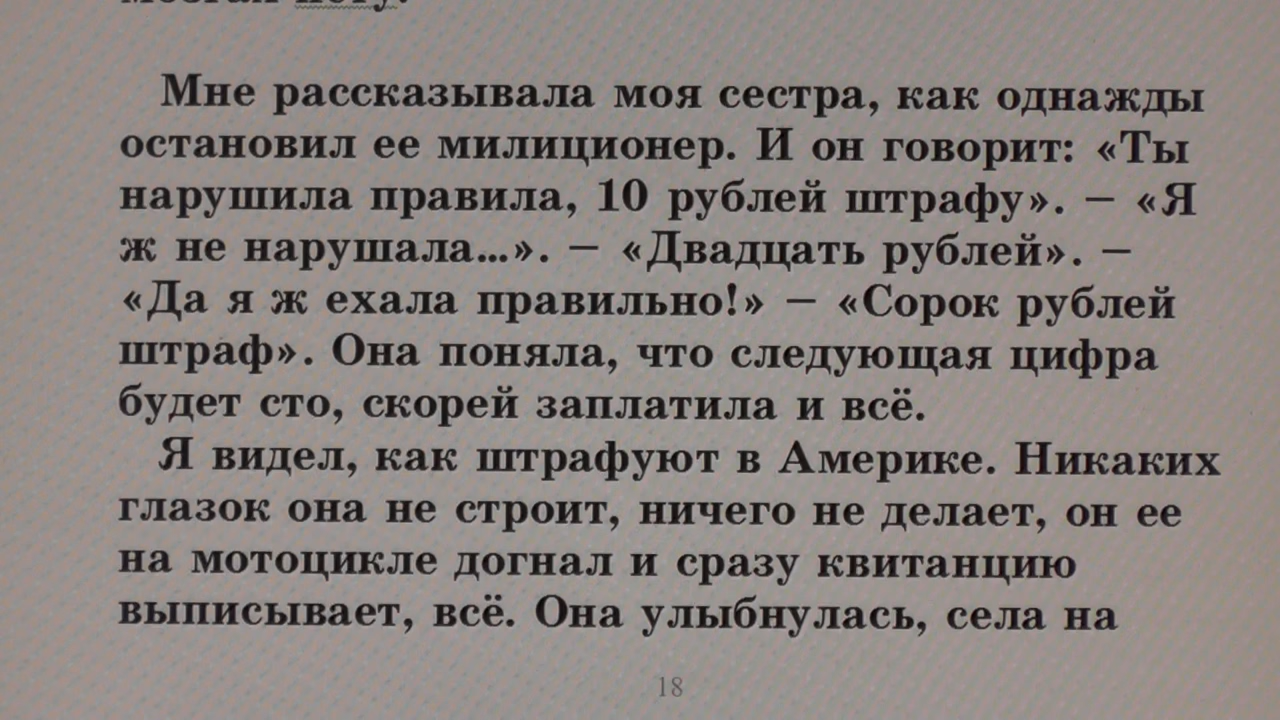 Мне рассказывала моя сестра, как однажды
остановил ее милиционер. И он говорит: «Ты
нарушила правила, 10 рублей штрафу». – «Я
ж не нарушала...». – «Двадцать рублей». –
«Да я ж ехала правильно!» – «Сорок рублей
штраф». Она поняла, что следующая цифра
будет сто, скорей заплатила и всё.
Я видел, как штрафуют в Америке. Никаких
глазок она не строит, ничего не делает, он ее
на мотоцикле догнал и сразу квитанцию
выписывает, всё. Она улыбнулась, села на
18